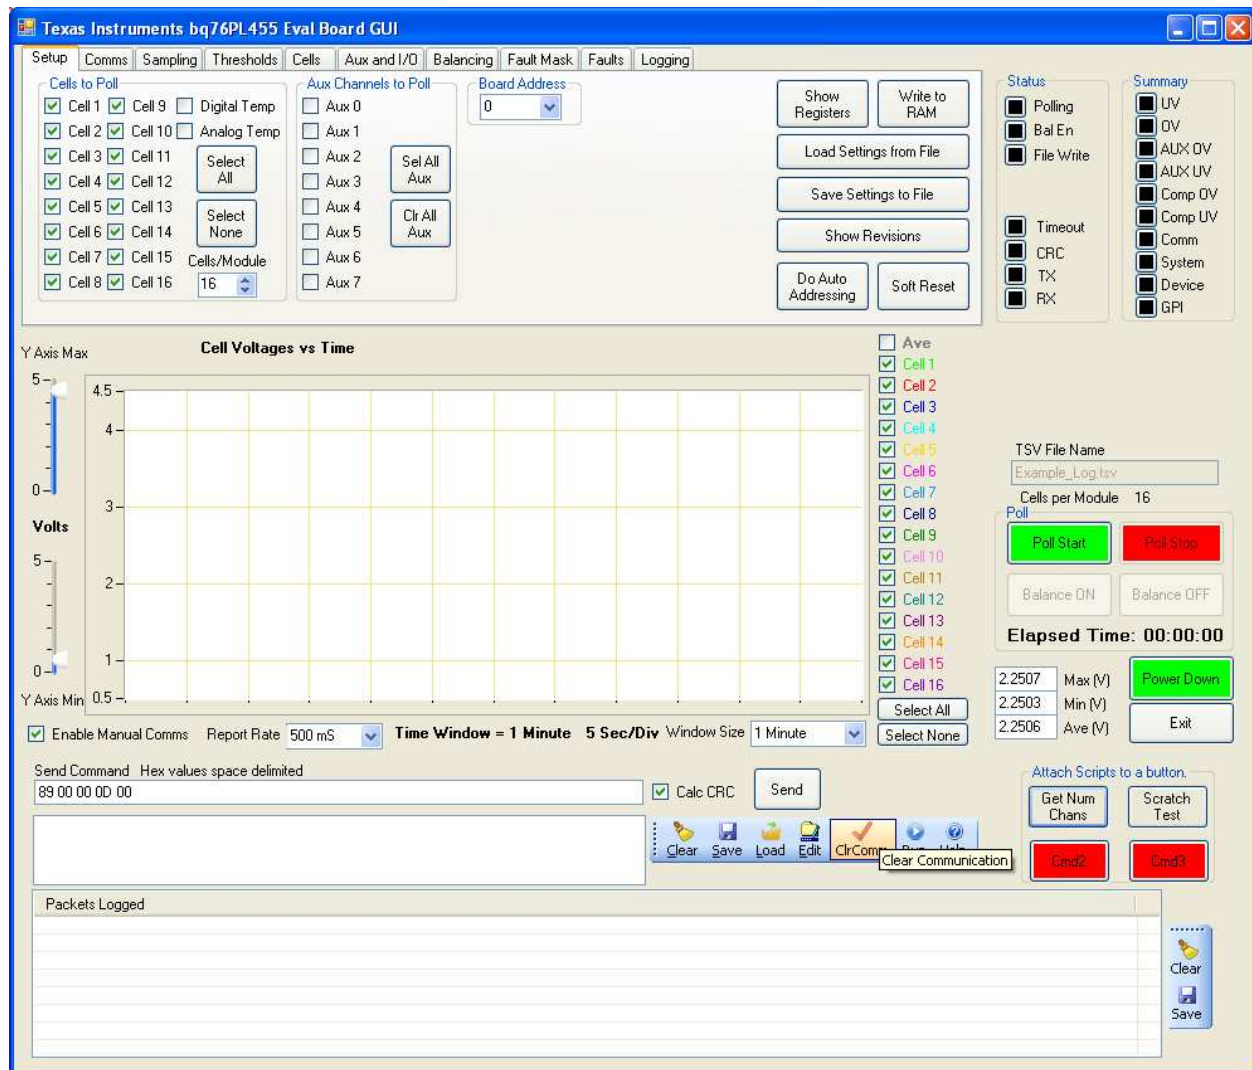 Texas Instruments bq76PL455 Eval Board GUI
Setup Comms Sampling Thresholds Cells Aux and I/O Balancing Fault Mask Faults Logging
Cells to Poll
Cell 1 Cell 9 Digital Temp
Cell 2 Cell 10 Analog Temp
Cell 3 Cell 11
Cell 4 Cell 12
Cell 5 Cell 13
Cell 6 Cell 14
Cell 7 Cell 15
Cell 8 Cell 16
Select
All
Select
None
Cells/Module
16
Aux Channels to Poll
Aux 0
Aux 1
Aux 2
Aux 3
Aux 4
Aux 5
Aux 6
Aux 7
Sel All
Aux
Clr All
Aux
Board Address
0
Show
Registers
Write to
RAM
Load Settings from File
Save Settings to File
Show Revisions
Do Auto
Addressing
Soft Reset
Status
Polling
Bal En
File Write
Timeout
CRC
TX
RX
Summary
UV
OV
AUX OV
AUX UV
Comp OV
Comp UV
Comm
System
Device
GPI
Y Axis Max
5
0
Volts
5
0
Y Axis Min
Cell Voltages vs Time
4.5
4
3
2
1
0.5
Ave
Cell 1
Cell 2
Cell 3
Cell 4
Cell 5
Cell 6
Cell 7
Cell 8
Cell 9
Cell 10
Cell 11
Cell 12
Cell 13
Cell 14
Cell 15
Cell 16
Select All
Select None
TSV File Name
Example_Log.tsv
Cells per Module 16
Poll
Poll Start Poll Stop
Balance ON Balance OFF
Elapsed Time: 00:00:00
2.2507 Max (V)
2.2503 Min (V)
2.2506 Ave (V)
Power Down
Exit
Enable Manual Comms Report Rate 500 mS Time Window = 1 Minute 5 Sec/Div Window Size 1 Minute
Send Command Hex values space delimited
89 00 00 0D 00
Calc CRC
Send
Clear Save Load Edit ClrComm
Clear Communication
Attach Scripts to a button.
Get Num
Chans
Scratch
Test
Cmd2 Cmd3
Packets Logged
Clear
Save